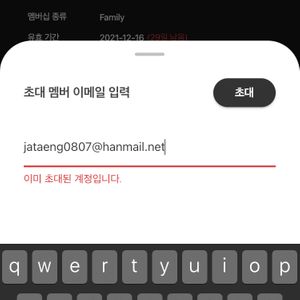 멤버십 종류 Family
유효 기간 2021-12-16 (29일 남음)
초대 멤버 이메일 입력 초대
jataeng0807@hanmail.net
이미 초대된 계정입니다.
q w e r t y u i o p